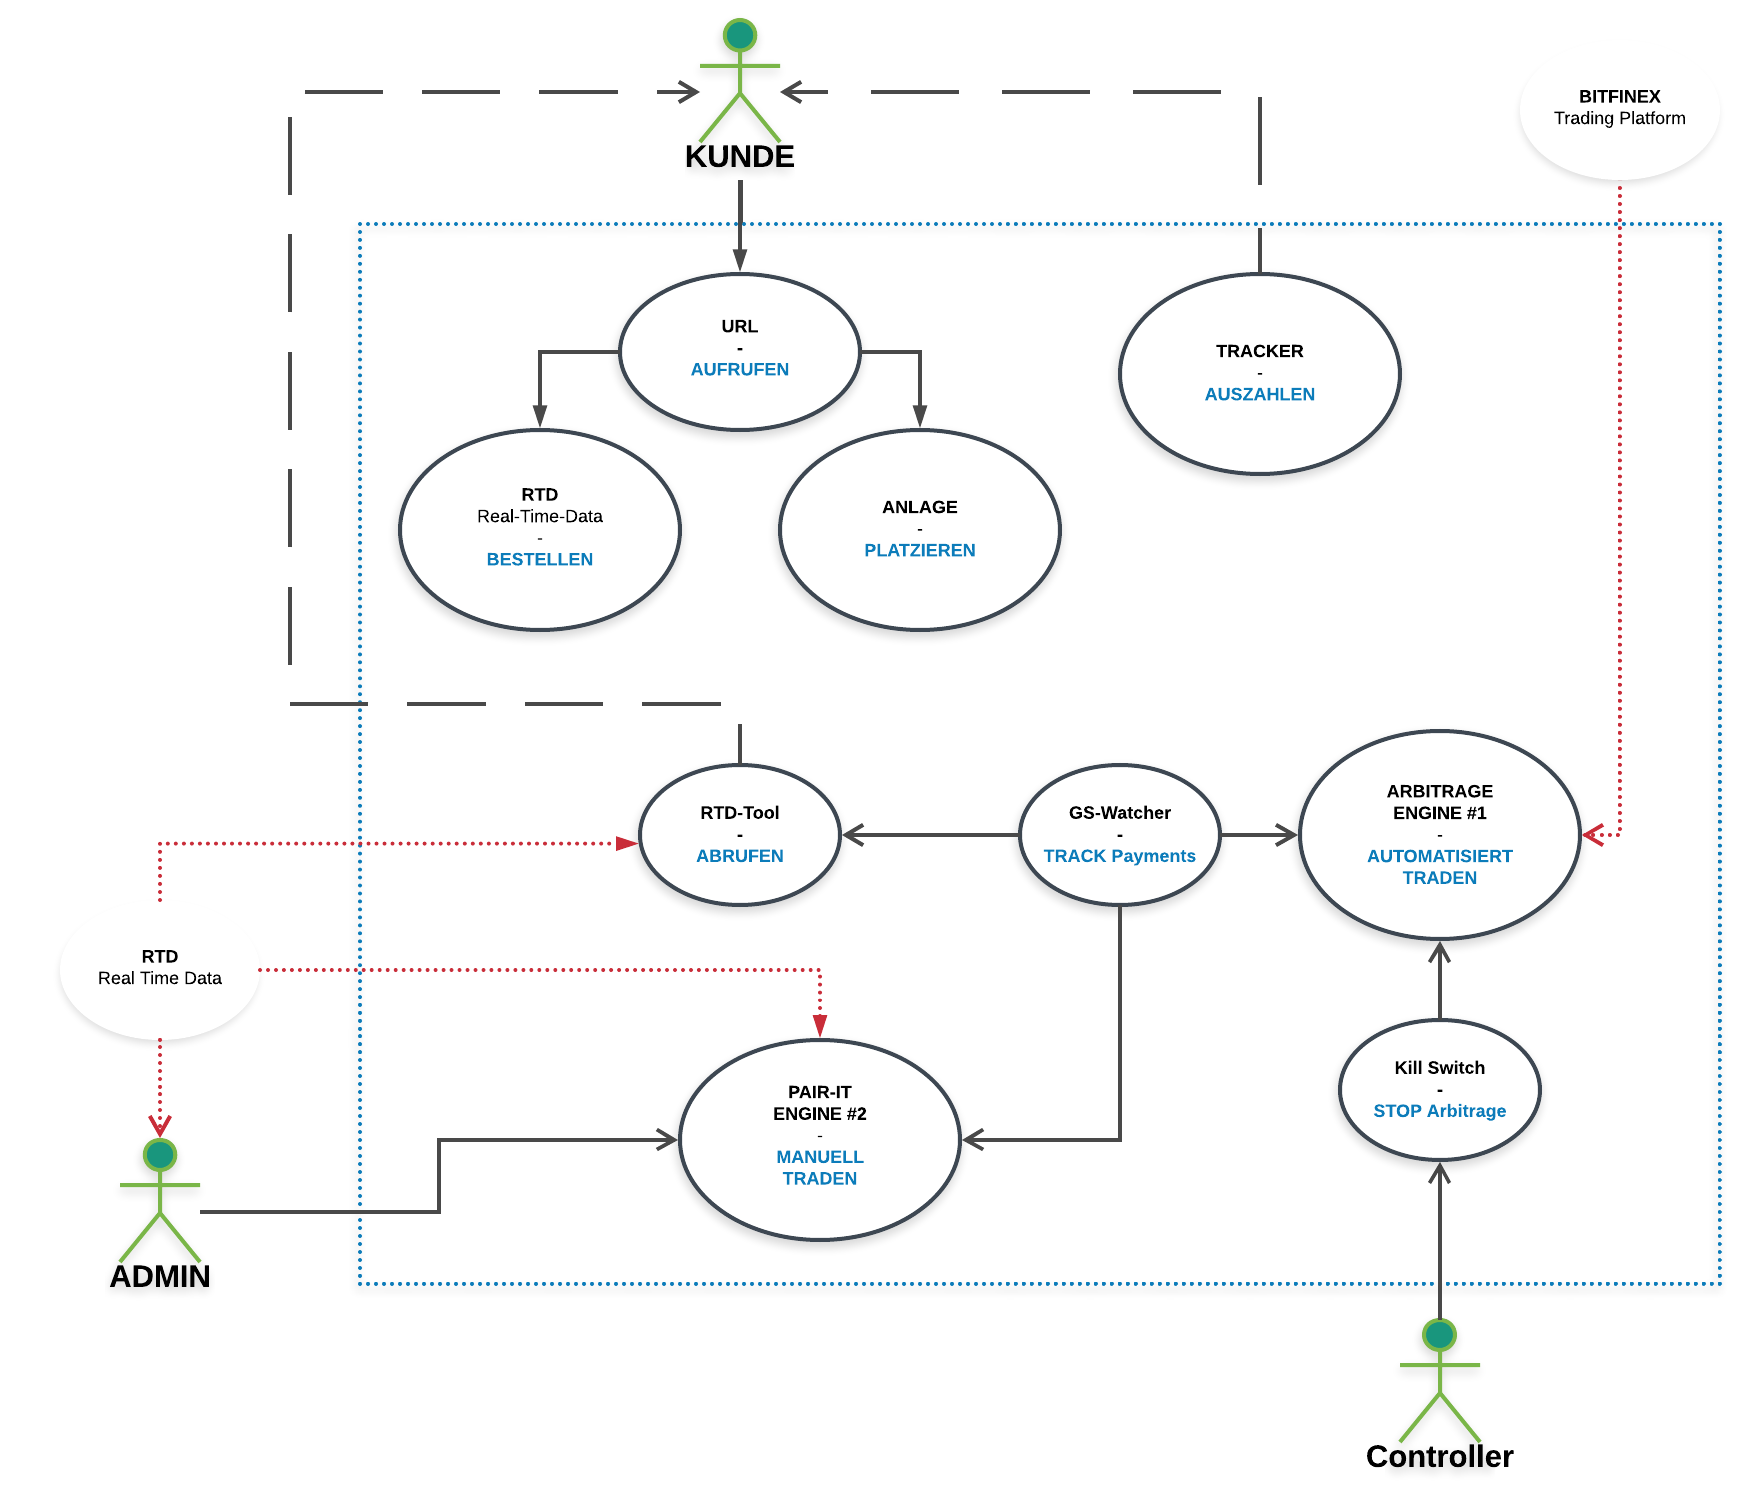 KUNDE
BITFINEX
Trading Platform
URL
-
AUFRUFEN
TRACKER
-
AUSZAHLEN
RTD
Real-Time-Data
-
BESTELLEN
ANLAGE
-
PLATZIEREN
RTD-Tool
-
ABRUFEN
GS-Watcher
-
TRACK Payments
ARBITRAGE
ENGINE #1
-
AUTOMATISIERT
TRADEN
RTD
Real Time Data
PAIR-IT
ENGINE #2
-
MANUELL
TRADEN
Kill Switch
-
STOP Arbitrage
ADMIN
Controller